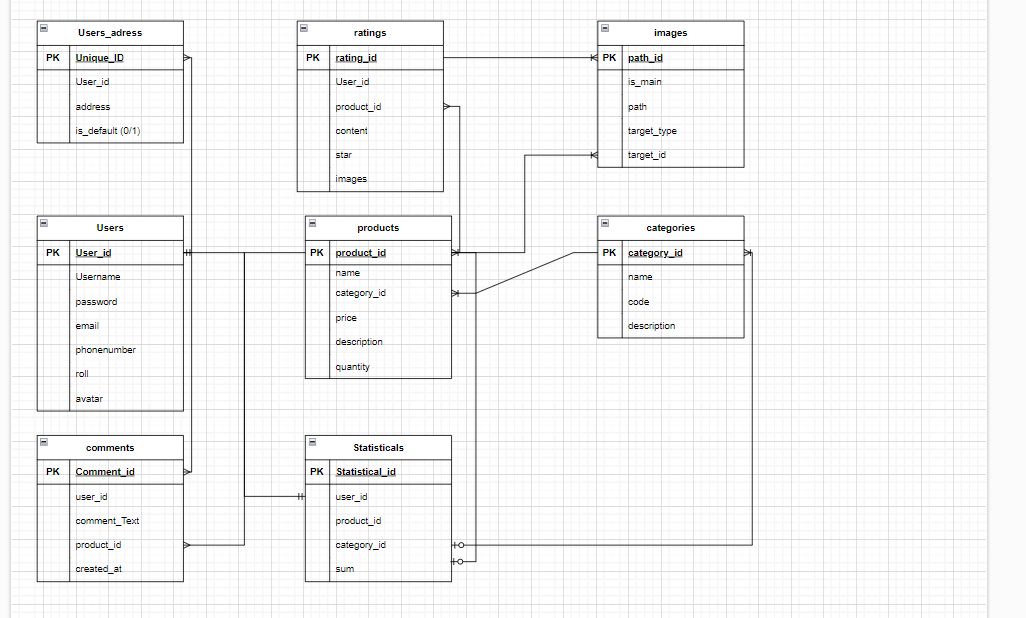 Users_adress
PK Unique_ID
User_id
address
is_default (0/1)
ratings
PK rating_id
User_id
product_id
content
star
images
images
PK path_id
is_main
path
target_type
target_id
Users
PK User_id
Username
password
email
phonenumber
roll
avatar
products
PK product_id
name
category_id
price
description
quantity
categories
PK category_id
name
code
description
comments
PK Comment_id
user_id
comment_Text
product_id
created_at
Statisticals
PK Statistical_id
user_id
product_id
category_id
sum